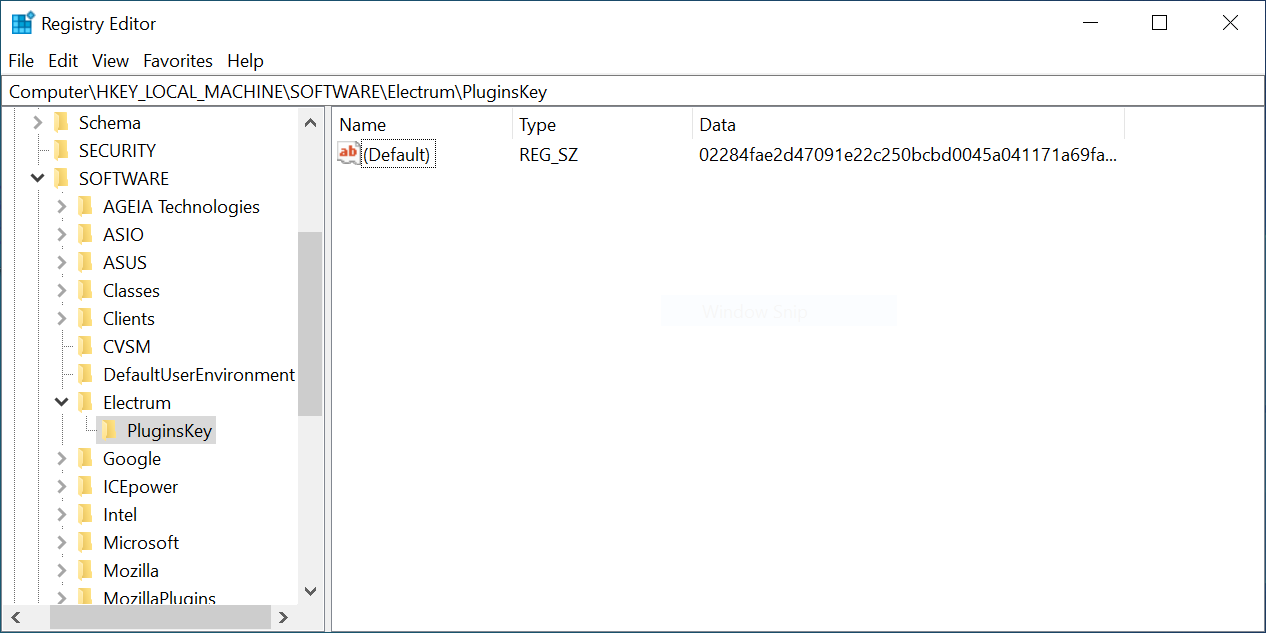 Registry Editor
File Edit View Favorites Help
Computer\HKEY_LOCAL_MACHINE\SOFTWARE\Electrum\PluginsKey
Schema
SECURITY
SOFTWARE
AGEIA Technologies
ASIO
ASUS
Classes
Clients
CVSM
DefaultUserEnvironment
Electrum
PluginsKey
Google
ICEpower
Intel
Microsoft
Mozilla
MozillaPlugins
Name Type Data
ab (Default) REG_SZ 02284fae2d47091e22c250bcbd0045a041171a69fa...
Window Snip